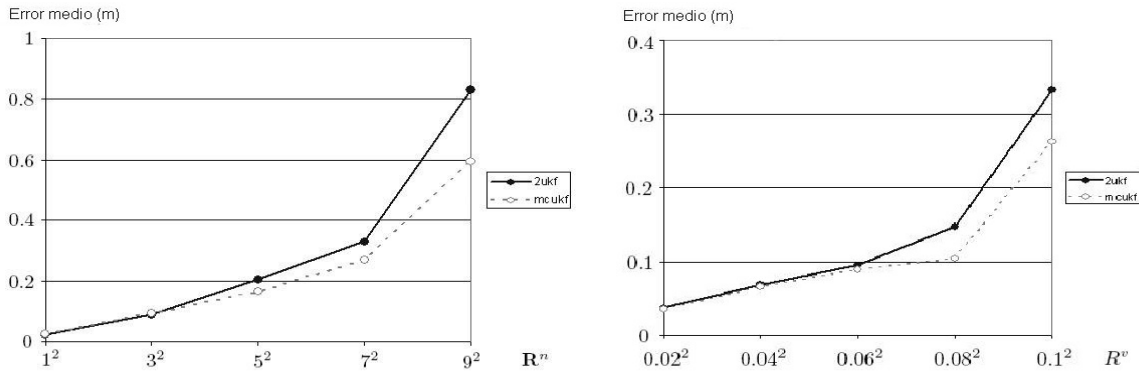 Error medio (m)
1
0.8
0.6
0.4
0.2
0
1² 3² 5² 7² 9² Rⁿ
2ukf
mcukf
Error medio (m)
0.4
0.3
0.2
0.1
0
0.02² 0.04² 0.06² 0.08² 0.1² Rᵛ
2ukf
mcukf